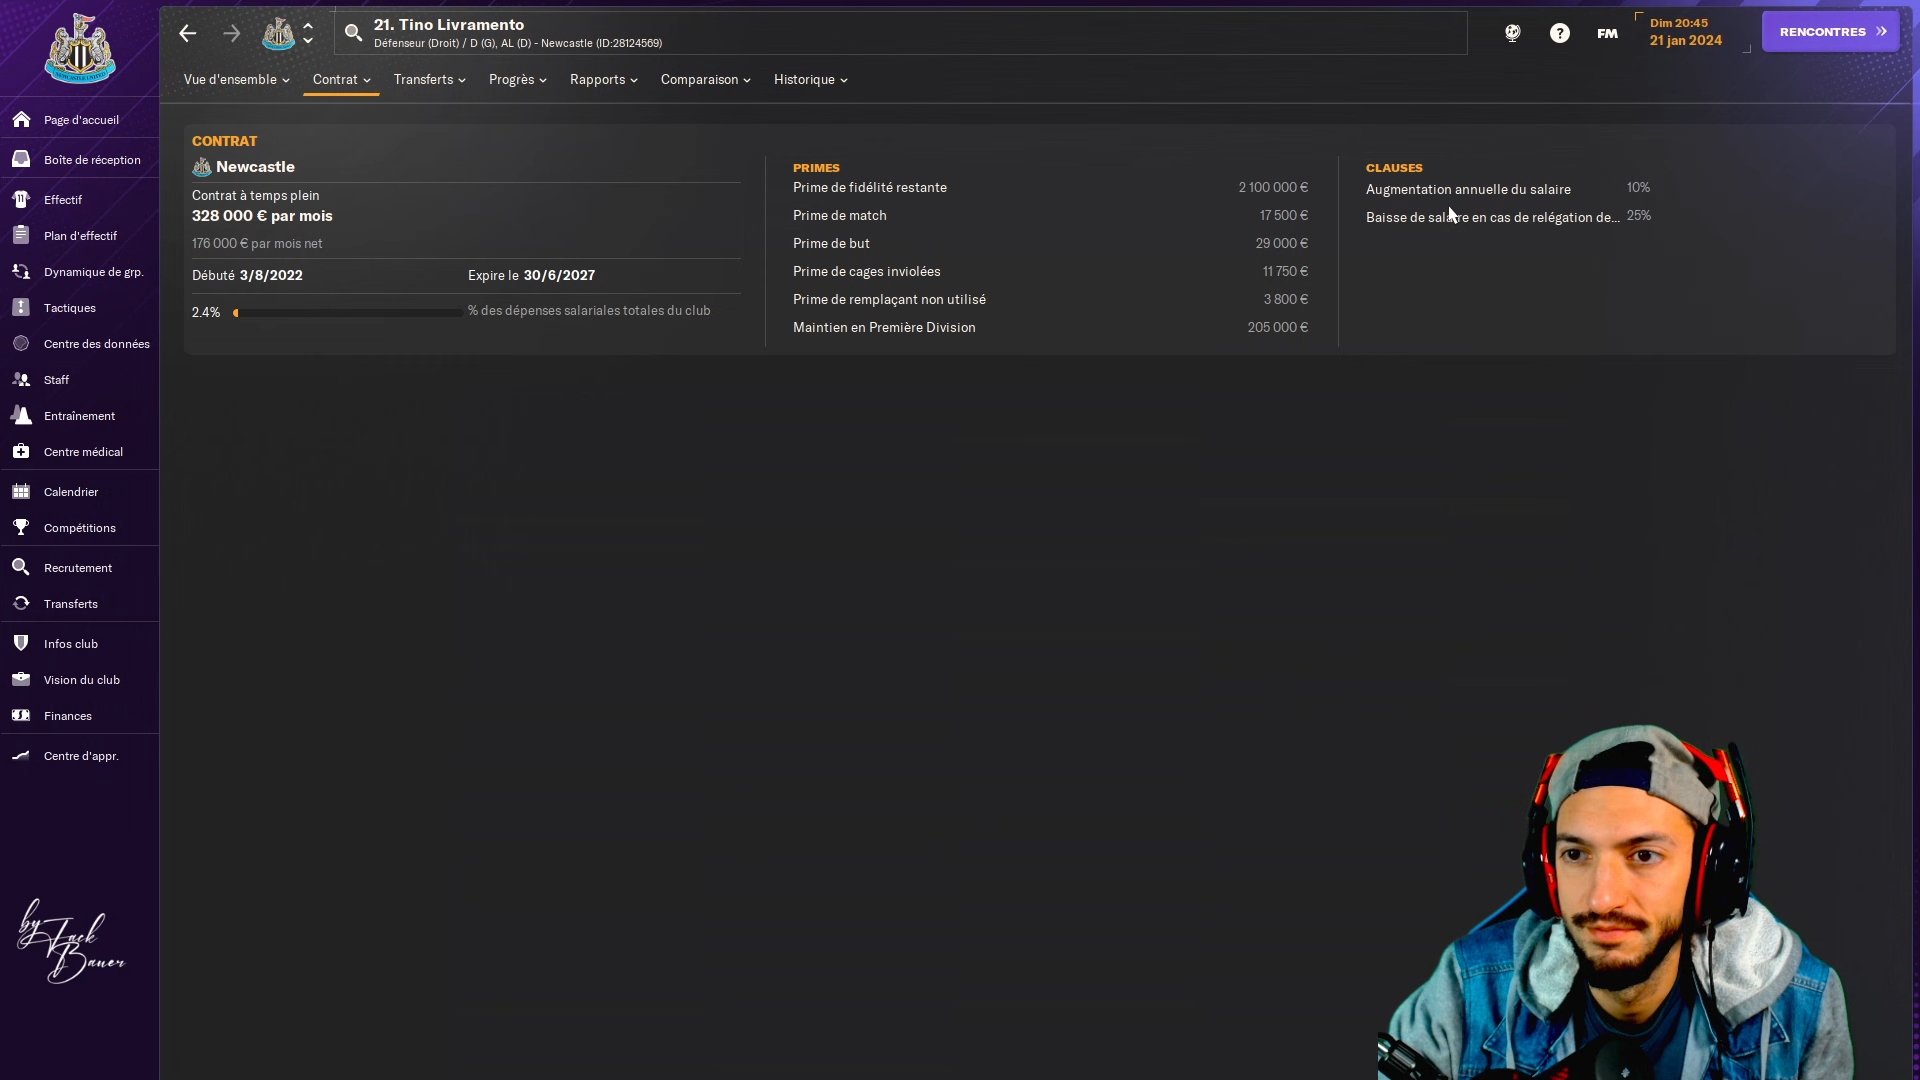 21. Tino Livramento
Défenseur (Droit) / D (G), AL (D) - Newcastle (ID:28124569)
FM
Dim 20:45
21 jan 2024
RENCONTRES
Vue d'ensemble
Contrat
Transferts
Progrès
Rapports
Comparaison
Historique
Page d'accueil
Boîte de réception
Effectif
Plan d'effectif
Dynamique de grp.
Tactiques
Centre des données
Staff
Entraînement
Centre médical
Calendrier
Compétitions
Recrutement
Transferts
Infos club
Vision du club
Finances
Centre d'appr.
by Jack
Bauer
CONTRAT
Newcastle
Contrat à temps plein
328 000 € par mois
176 000 € par mois net
Débuté 3/8/2022
Expire le 30/6/2027
2.4%
% des dépenses salariales totales du club
PRIMES
Prime de fidélité restante 2 100 000 €
Prime de match 17 500 €
Prime de but 29 000 €
Prime de cages inviolées 11 750 €
Prime de remplaçant non utilisé 3 800 €
Maintien en Première Division 205 000 €
CLAUSES
Augmentation annuelle du salaire 10%
Baisse de salaire en cas de relégation de... 25%